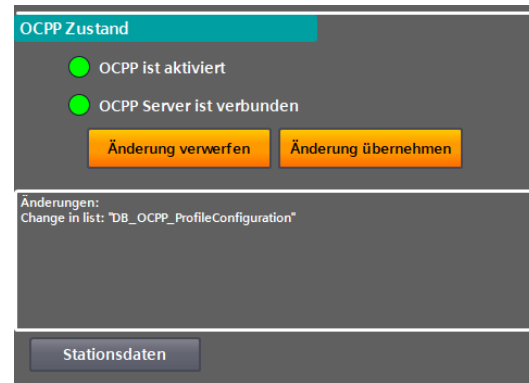 OCPP Zustand
OCPP ist aktiviert
OCPP Server ist verbunden
Änderung verwerfen
Änderung übernehmen
Änderungen:
Change in list: "DB_OCPP_ProfileConfiguration"
Stationsdaten